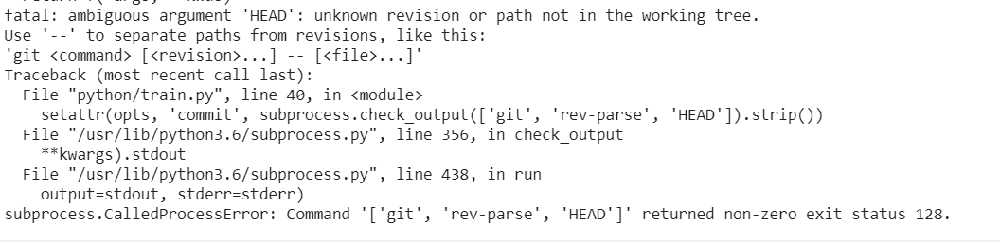 fatal: ambiguous argument 'HEAD': unknown revision or path not in the working tree.
Use '--' to separate paths from revisions, like this:
'git <command> [<revision>...] -- [<file>...]'
Traceback (most recent call last):
  File "python/train.py", line 40, in <module>
    setattr(opts, 'commit', subprocess.check_output(['git', 'rev-parse', 'HEAD']).strip())
  File "/usr/lib/python3.6/subprocess.py", line 356, in check_output
    **kwargs).stdout
  File "/usr/lib/python3.6/subprocess.py", line 438, in run
    output=stdout, stderr=stderr)
subprocess.CalledProcessError: Command '['git', 'rev-parse', 'HEAD']' returned non-zero exit status 128.